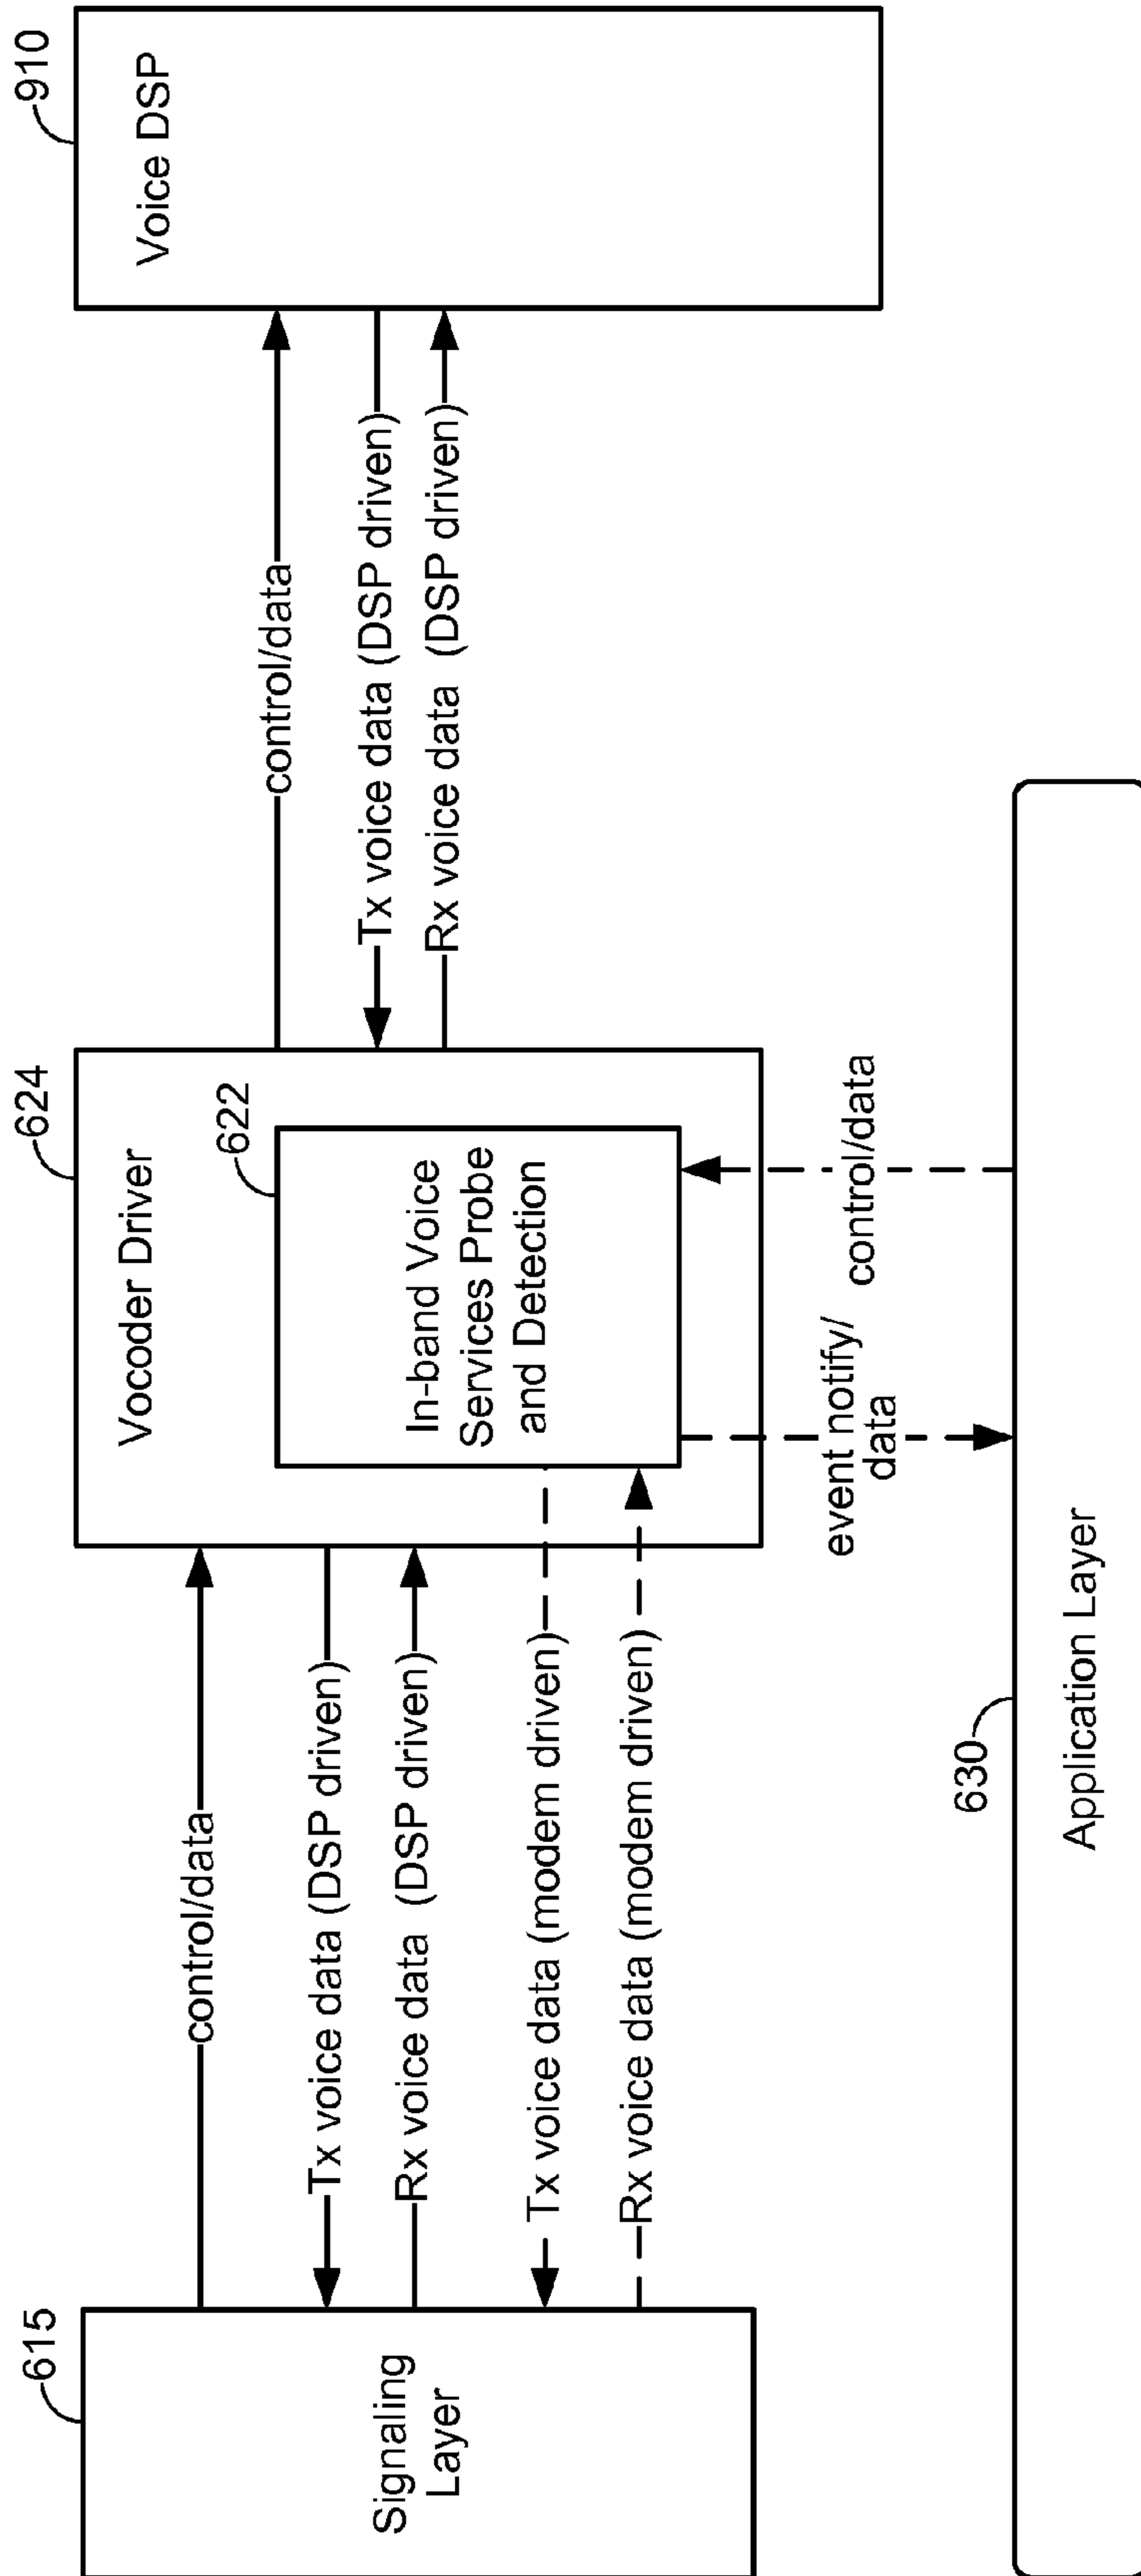 615
Signaling
Layer
control/data
Tx voice data (DSP driven)
Rx voice data (DSP driven)
Tx voice data (modem driven)
Rx voice data (modem driven)
624
Vocoder Driver
622
In-band Voice
Services Probe
and Detection
control/data
Tx voice data (DSP driven)
Rx voice data (DSP driven)
910
Voice DSP
event notify/
data
control/data
630
Application Layer